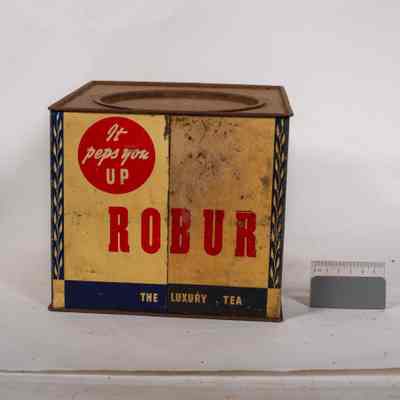 It
peps you
UP
ROBUR
THE LUXURY TEA